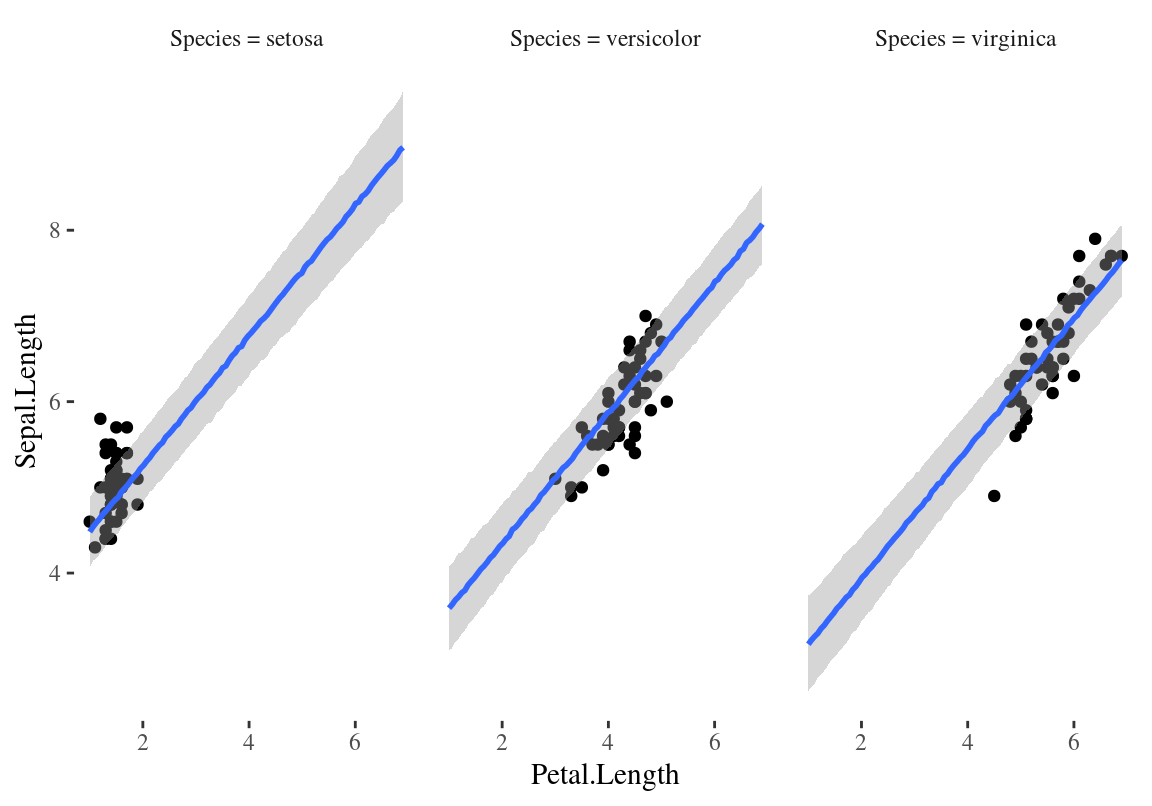 Species = setosa
Species = versicolor
Species = virginica
8
6
4
Sepal.Length
2 4 6
2 4 6
2 4 6
Petal.Length